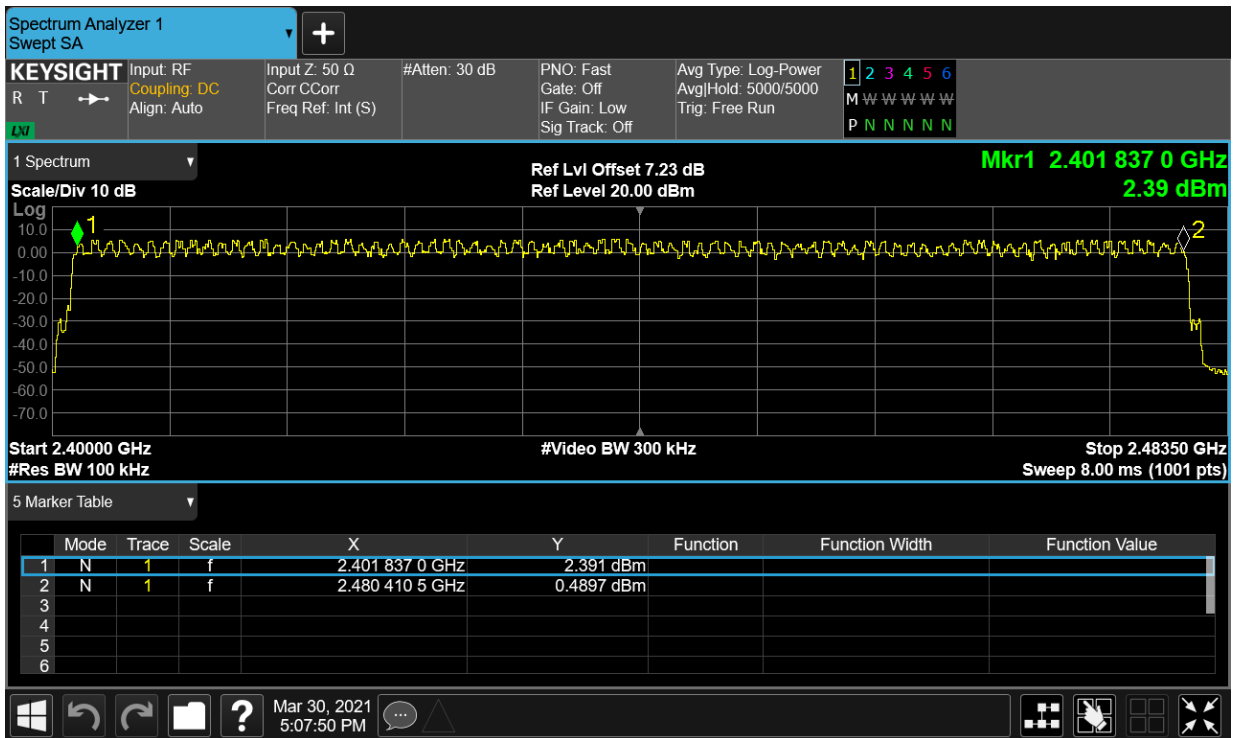 Spectrum Analyzer 1
Swept SA
KEYSIGHT
R T
LXI
Input: RF
Coupling: DC
Align: Auto
Input Z: 50 Ω
Corr CCorr
Freq Ref: Int (S)
#Atten: 30 dB
PNO: Fast
Gate: Off
IF Gain: Low
Sig Track: Off
Avg Type: Log-Power
Avg|Hold: 5000/5000
Trig: Free Run
1 2 3 4 5 6
M W W W W W
P N N N N N
1 Spectrum
Scale/Div 10 dB
Ref Lvl Offset 7.23 dB
Ref Level 20.00 dBm
Mkr1 2.401 837 0 GHz
2.39 dBm
Log
10.0
0.00
-10.0
-20.0
-30.0
-40.0
-50.0
-60.0
-70.0
1
2
Start 2.40000 GHz
#Res BW 100 kHz
#Video BW 300 kHz
Stop 2.48350 GHz
Sweep 8.00 ms (1001 pts)
5 Marker Table
Mode Trace Scale X Y Function Function Width Function Value
1 N 1 f 2.401 837 0 GHz 2.391 dBm
2 N 1 f 2.480 410 5 GHz 0.4897 dBm
3
4
5
6
?
Mar 30, 2021
5:07:50 PM